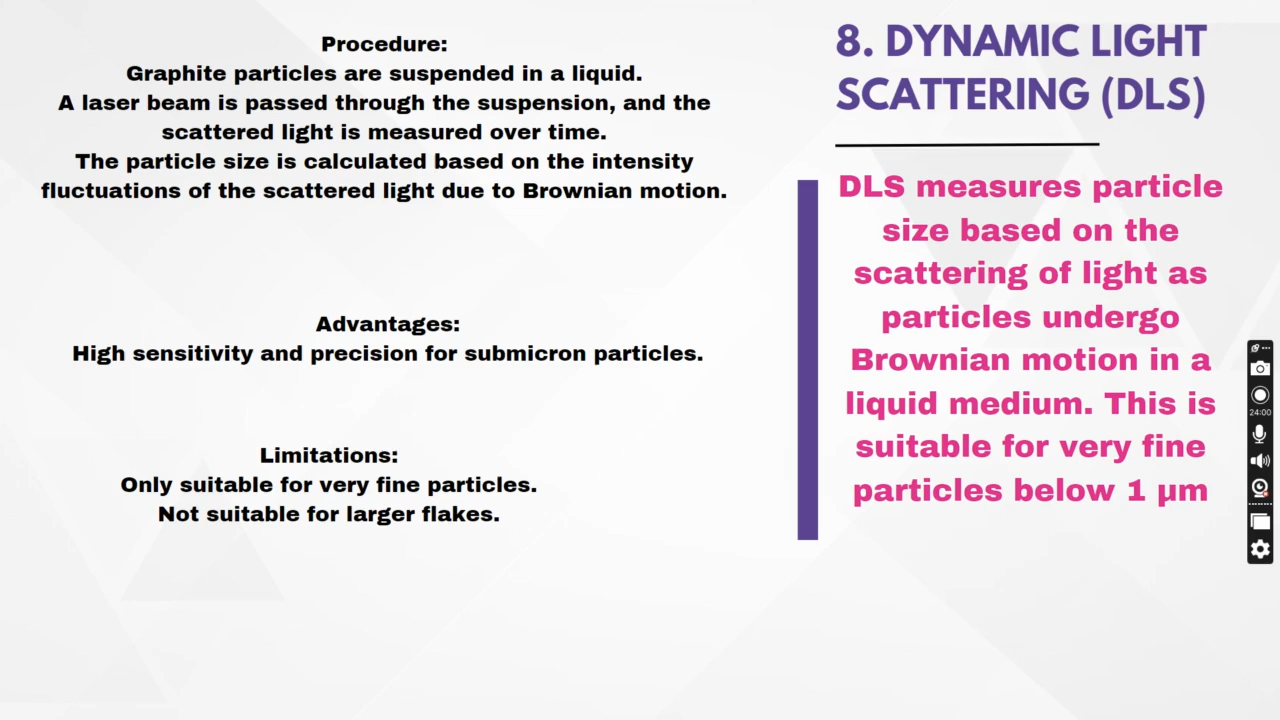 Procedure:
Graphite particles are suspended in a liquid.
A laser beam is passed through the suspension, and the
scattered light is measured over time.
The particle size is calculated based on the intensity
fluctuations of the scattered light due to Brownian motion.
Advantages:
High sensitivity and precision for submicron particles.
Limitations:
Only suitable for very fine particles.
Not suitable for larger flakes.
8. DYNAMIC LIGHT
SCATTERING (DLS)
DLS measures particle
size based on the
scattering of light as
particles undergo
Brownian motion in a
liquid medium. This is
suitable for very fine
particles below 1 µm
24:00